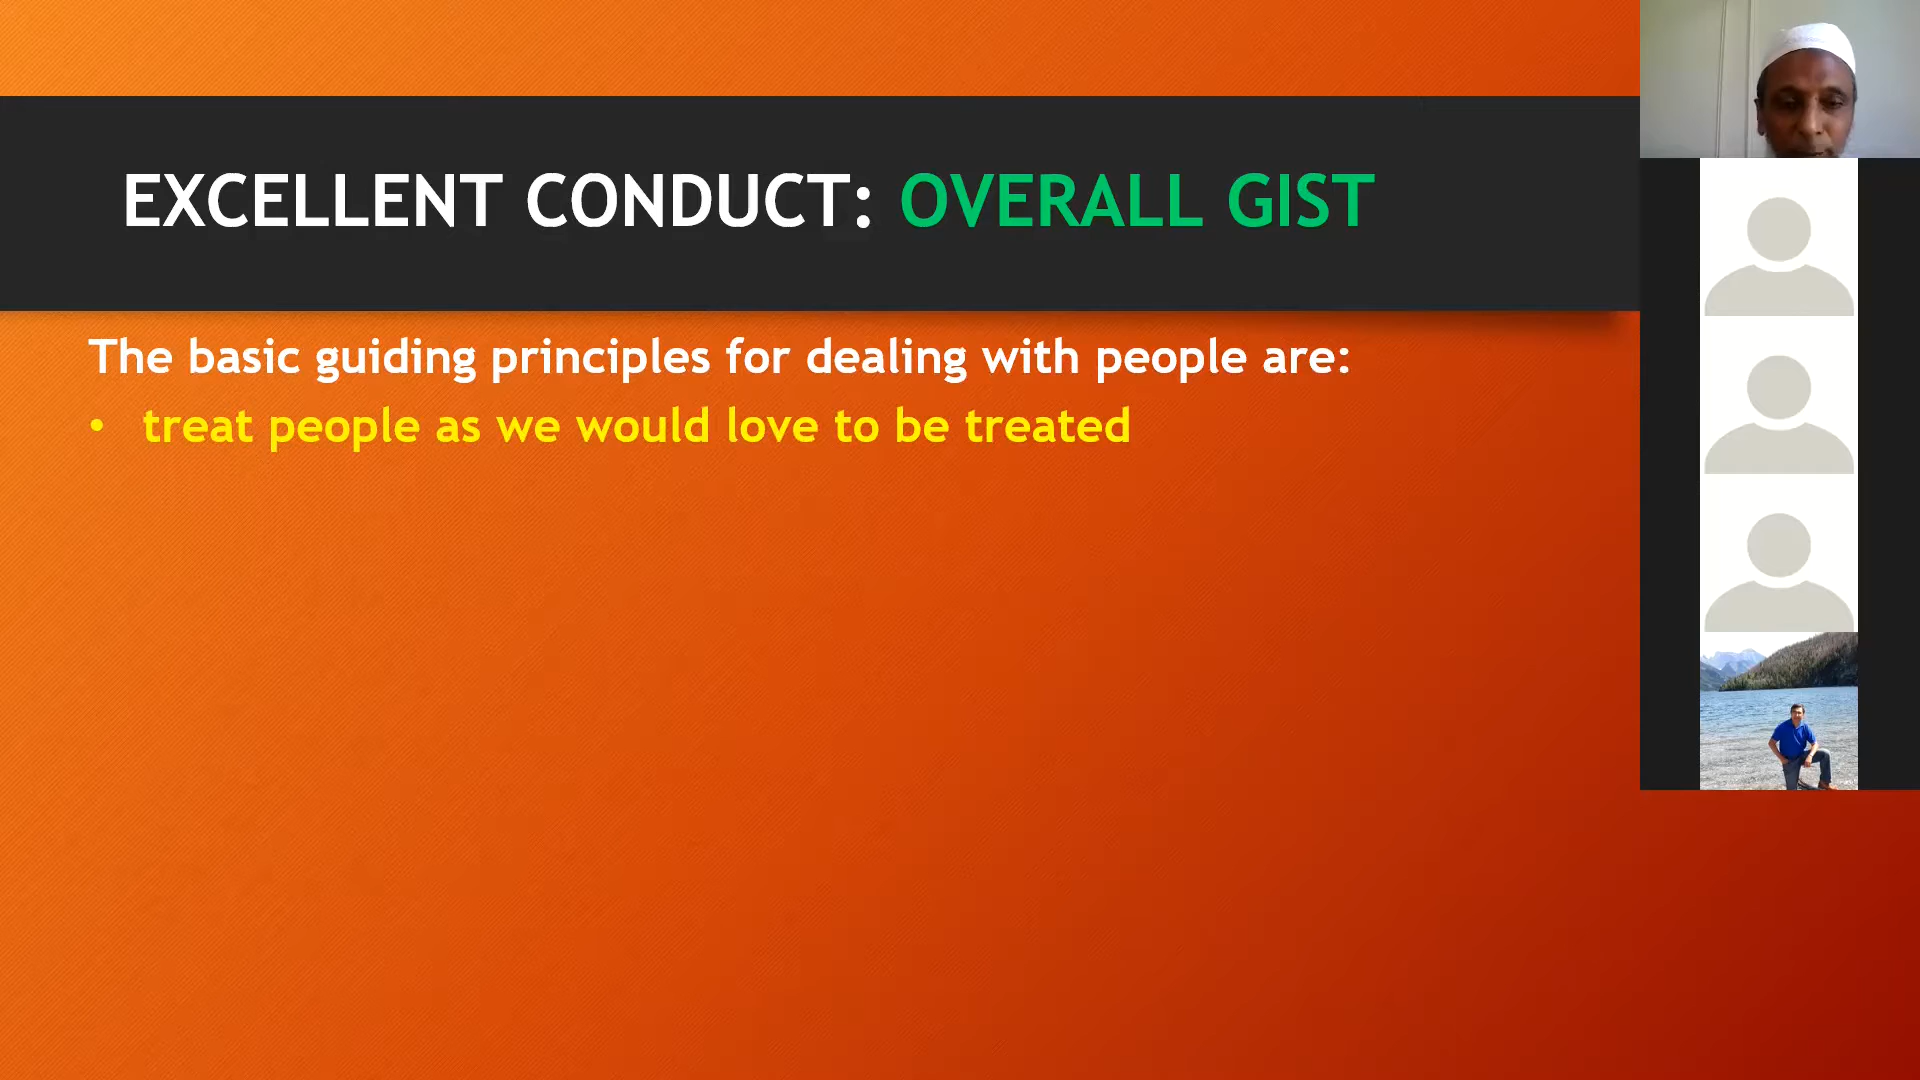 EXCELLENT CONDUCT: OVERALL GIST
The basic guiding principles for dealing with people are:
• treat people as we would love to be treated